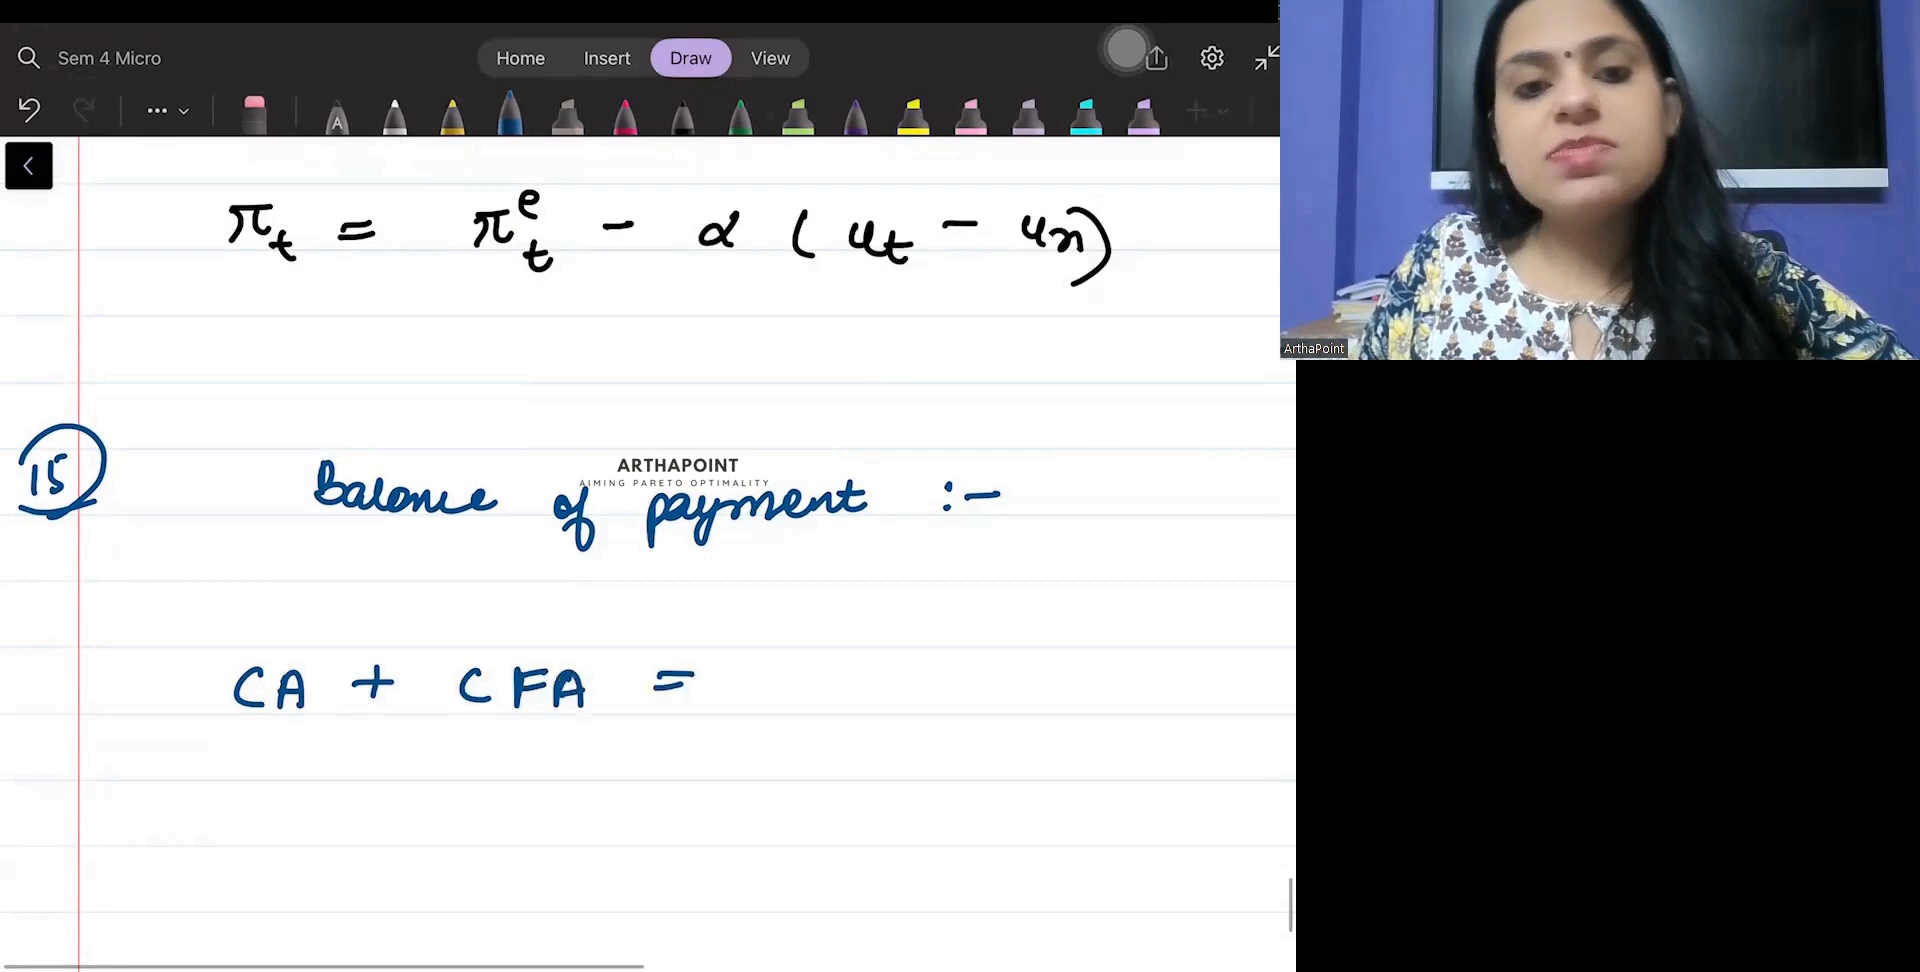 Sem 4 Micro
Home Insert Draw View
A
πₜ = πₜᵉ - α (uₜ - uₙ)
15
Balance of payment :-
ARTHAPOINT
AIMING PARETO OPTIMALITY
CA + CFA =
ArthaPoint